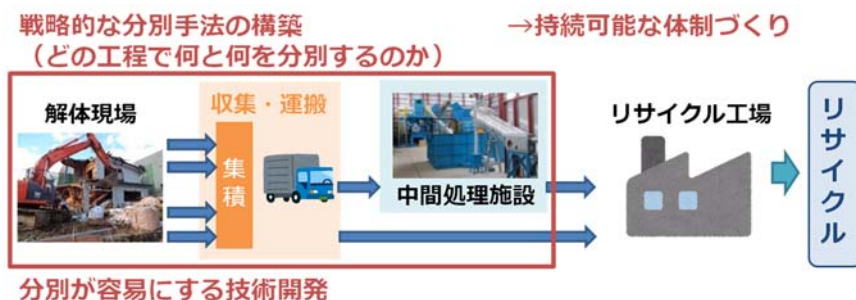 戦略的な分別手法の構築
→持続可能な体制づくり
（どの工程で何と何を分別するのか）
解体現場
収集・運搬
集積
中間処理施設
リサイクル工場
リサイクル
分別が容易にする技術開発